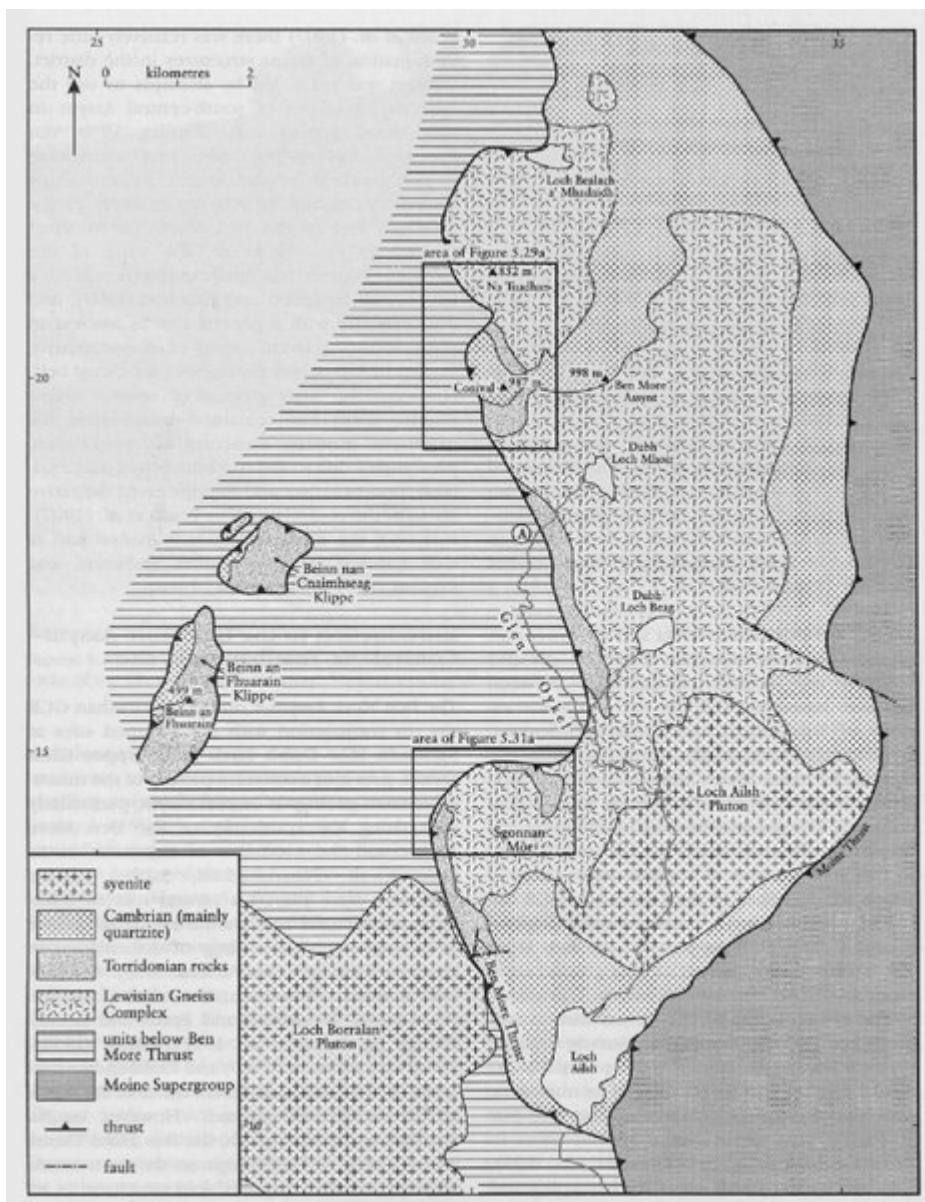 25
30
35
N
0 kilometres 2
Loch Bealach
a' Mhadaidh
area of Figure 5.29a
832 m
Na Tuadhan
20
Conival
987 m
998 m
Ben More
Assynt
Dubh
Loch Mhor
A
Beinn nan
Cnaimhseag
Klippe
Glen
Oykel
Dubh
Loch Beag
Beinn an
Fhuarain
Klippe
499 m
Beinn an
Fhuarain
15
area of Figure 5.31a
Loch Ailsh
Pluton
Sgonnan
Mòr
Moine Thrust
syenite
Cambrian (mainly
quartzite)
Torridonian rocks
Lewisian Gneiss
Complex
units below Ben
More Thrust
Moine Supergroup
thrust
fault
Ben More Thrust
Loch Borralan
Pluton
Loch
Ailsh